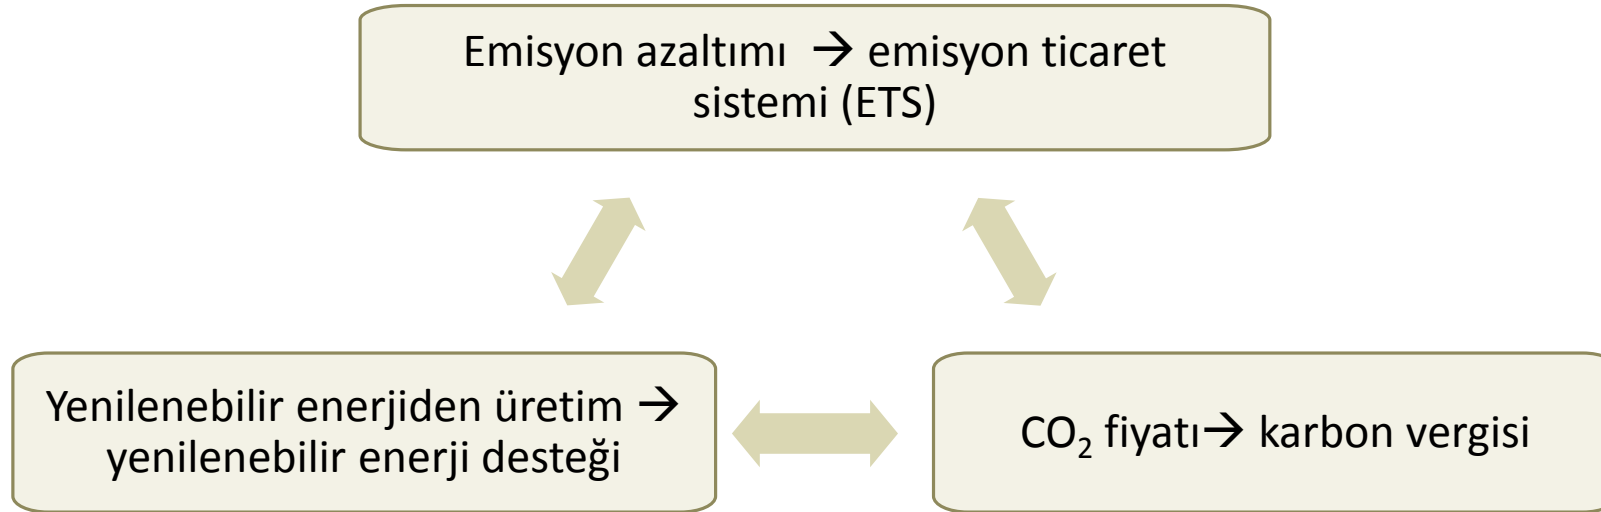 Emisyon azaltımı → emisyon ticaret
sistemi (ETS)
Yenilenebilir enerjiden üretim →
yenilenebilir enerji desteği
CO₂ fiyatı→ karbon vergisi